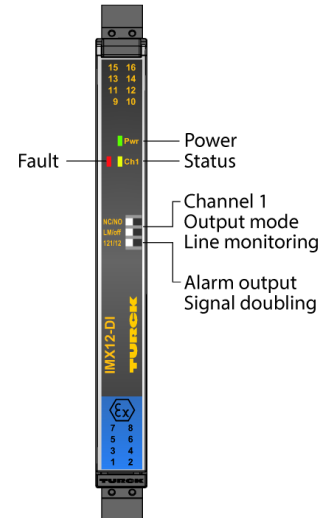 15 16
13 14
11 12
9 10
Pwr
Power
Fault
Ch1
Status
NC/NO
LM/off
121/12
Channel 1
Output mode
Line monitoring
Alarm output
Signal doubling
IMX12-DI
TURCK
Ex
7 8
5 6
3 4
1 2
TURCK